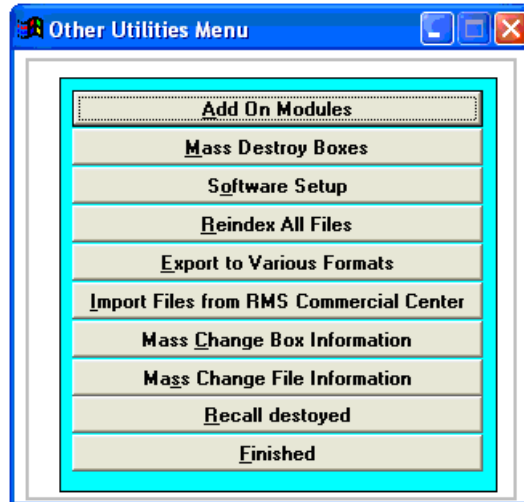 Other Utilities Menu
Add On Modules
Mass Destroy Boxes
Software Setup
Reindex All Files
Export to Various Formats
Import Files from RMS Commercial Center
Mass Change Box Information
Mass Change File Information
Recall destoyed
Finished